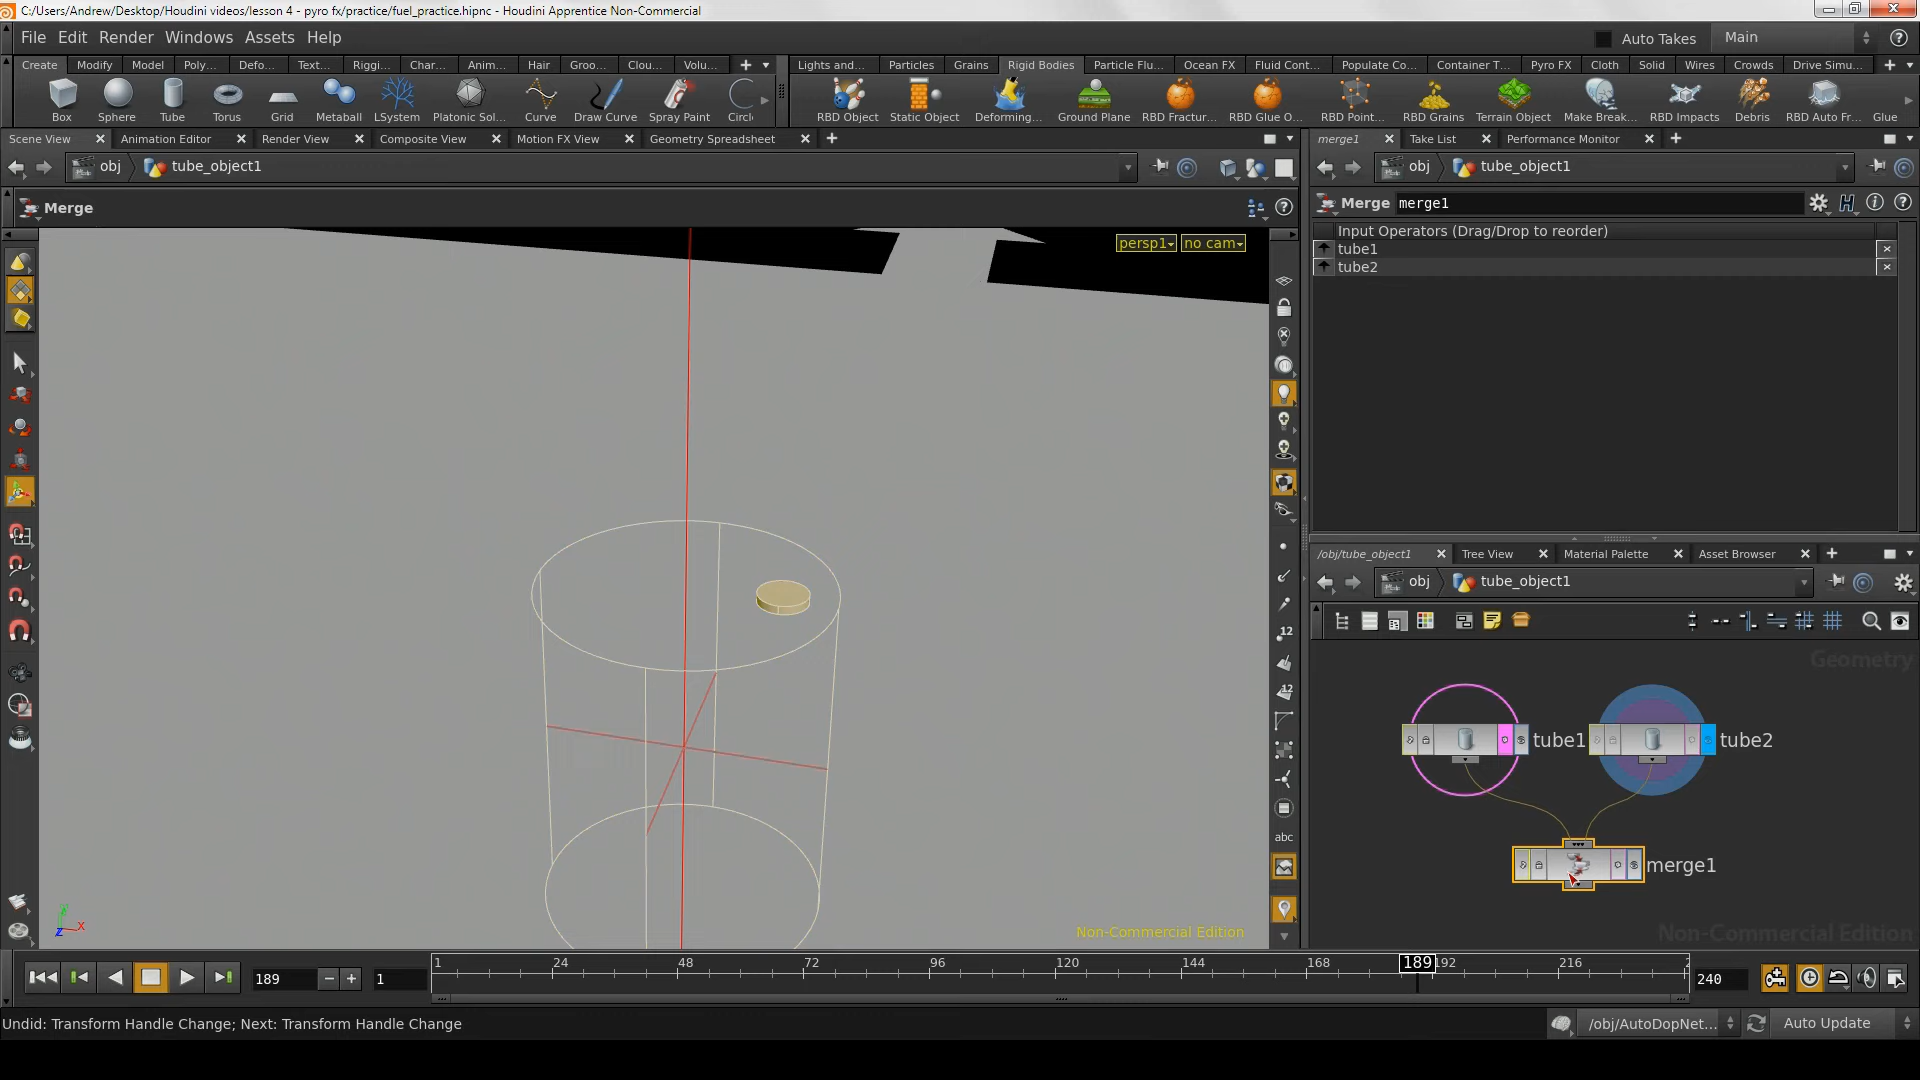 C:/Users/Andrew/Desktop/Houdini videos/lesson 4 - pyro fx/practice/fuel_practice.hipnc - Houdini Apprentice Non-Commercial
File Edit Render Windows Assets Help
Auto Takes Main
Create Modify Model Poly... Defo... Text... Riggi... Char... Anim... Hair Groo... Clou... Volu...
Lights and... Particles Grains Rigid Bodies Particle Flu... Ocean FX Fluid Cont... Populate Co... Container T... Pyro FX Cloth Solid Wires Crowds Drive Simu...
Box Sphere Tube Torus Grid Metaball LSystem Platonic Sol... Curve Draw Curve Spray Paint Circl
RBD Object Static Object Deforming... Ground Plane RBD Fractur... RBD Glue O... RBD Point... RBD Grains Terrain Object Make Break... RBD Impacts Debris RBD Auto Fr... Glue
Scene View Animation Editor Render View Composite View Motion FX View Geometry Spreadsheet
merge1 Take List Performance Monitor
obj tube_object1
obj tube_object1
Merge
Merge merge1
Input Operators (Drag/Drop to reorder)
tube1
tube2
persp1 no cam
12
12
abc
/obj/tube_object1 Tree View Material Palette Asset Browser
obj tube_object1
Geometry
tube1 tube2
merge1
Non-Commercial Edition
Non-Commercial Edition
z x
189 1
1 24 48 72 96 120 144 168 189 192 216 2
240
Undid: Transform Handle Change; Next: Transform Handle Change
/obj/AutoDopNet... Auto Update